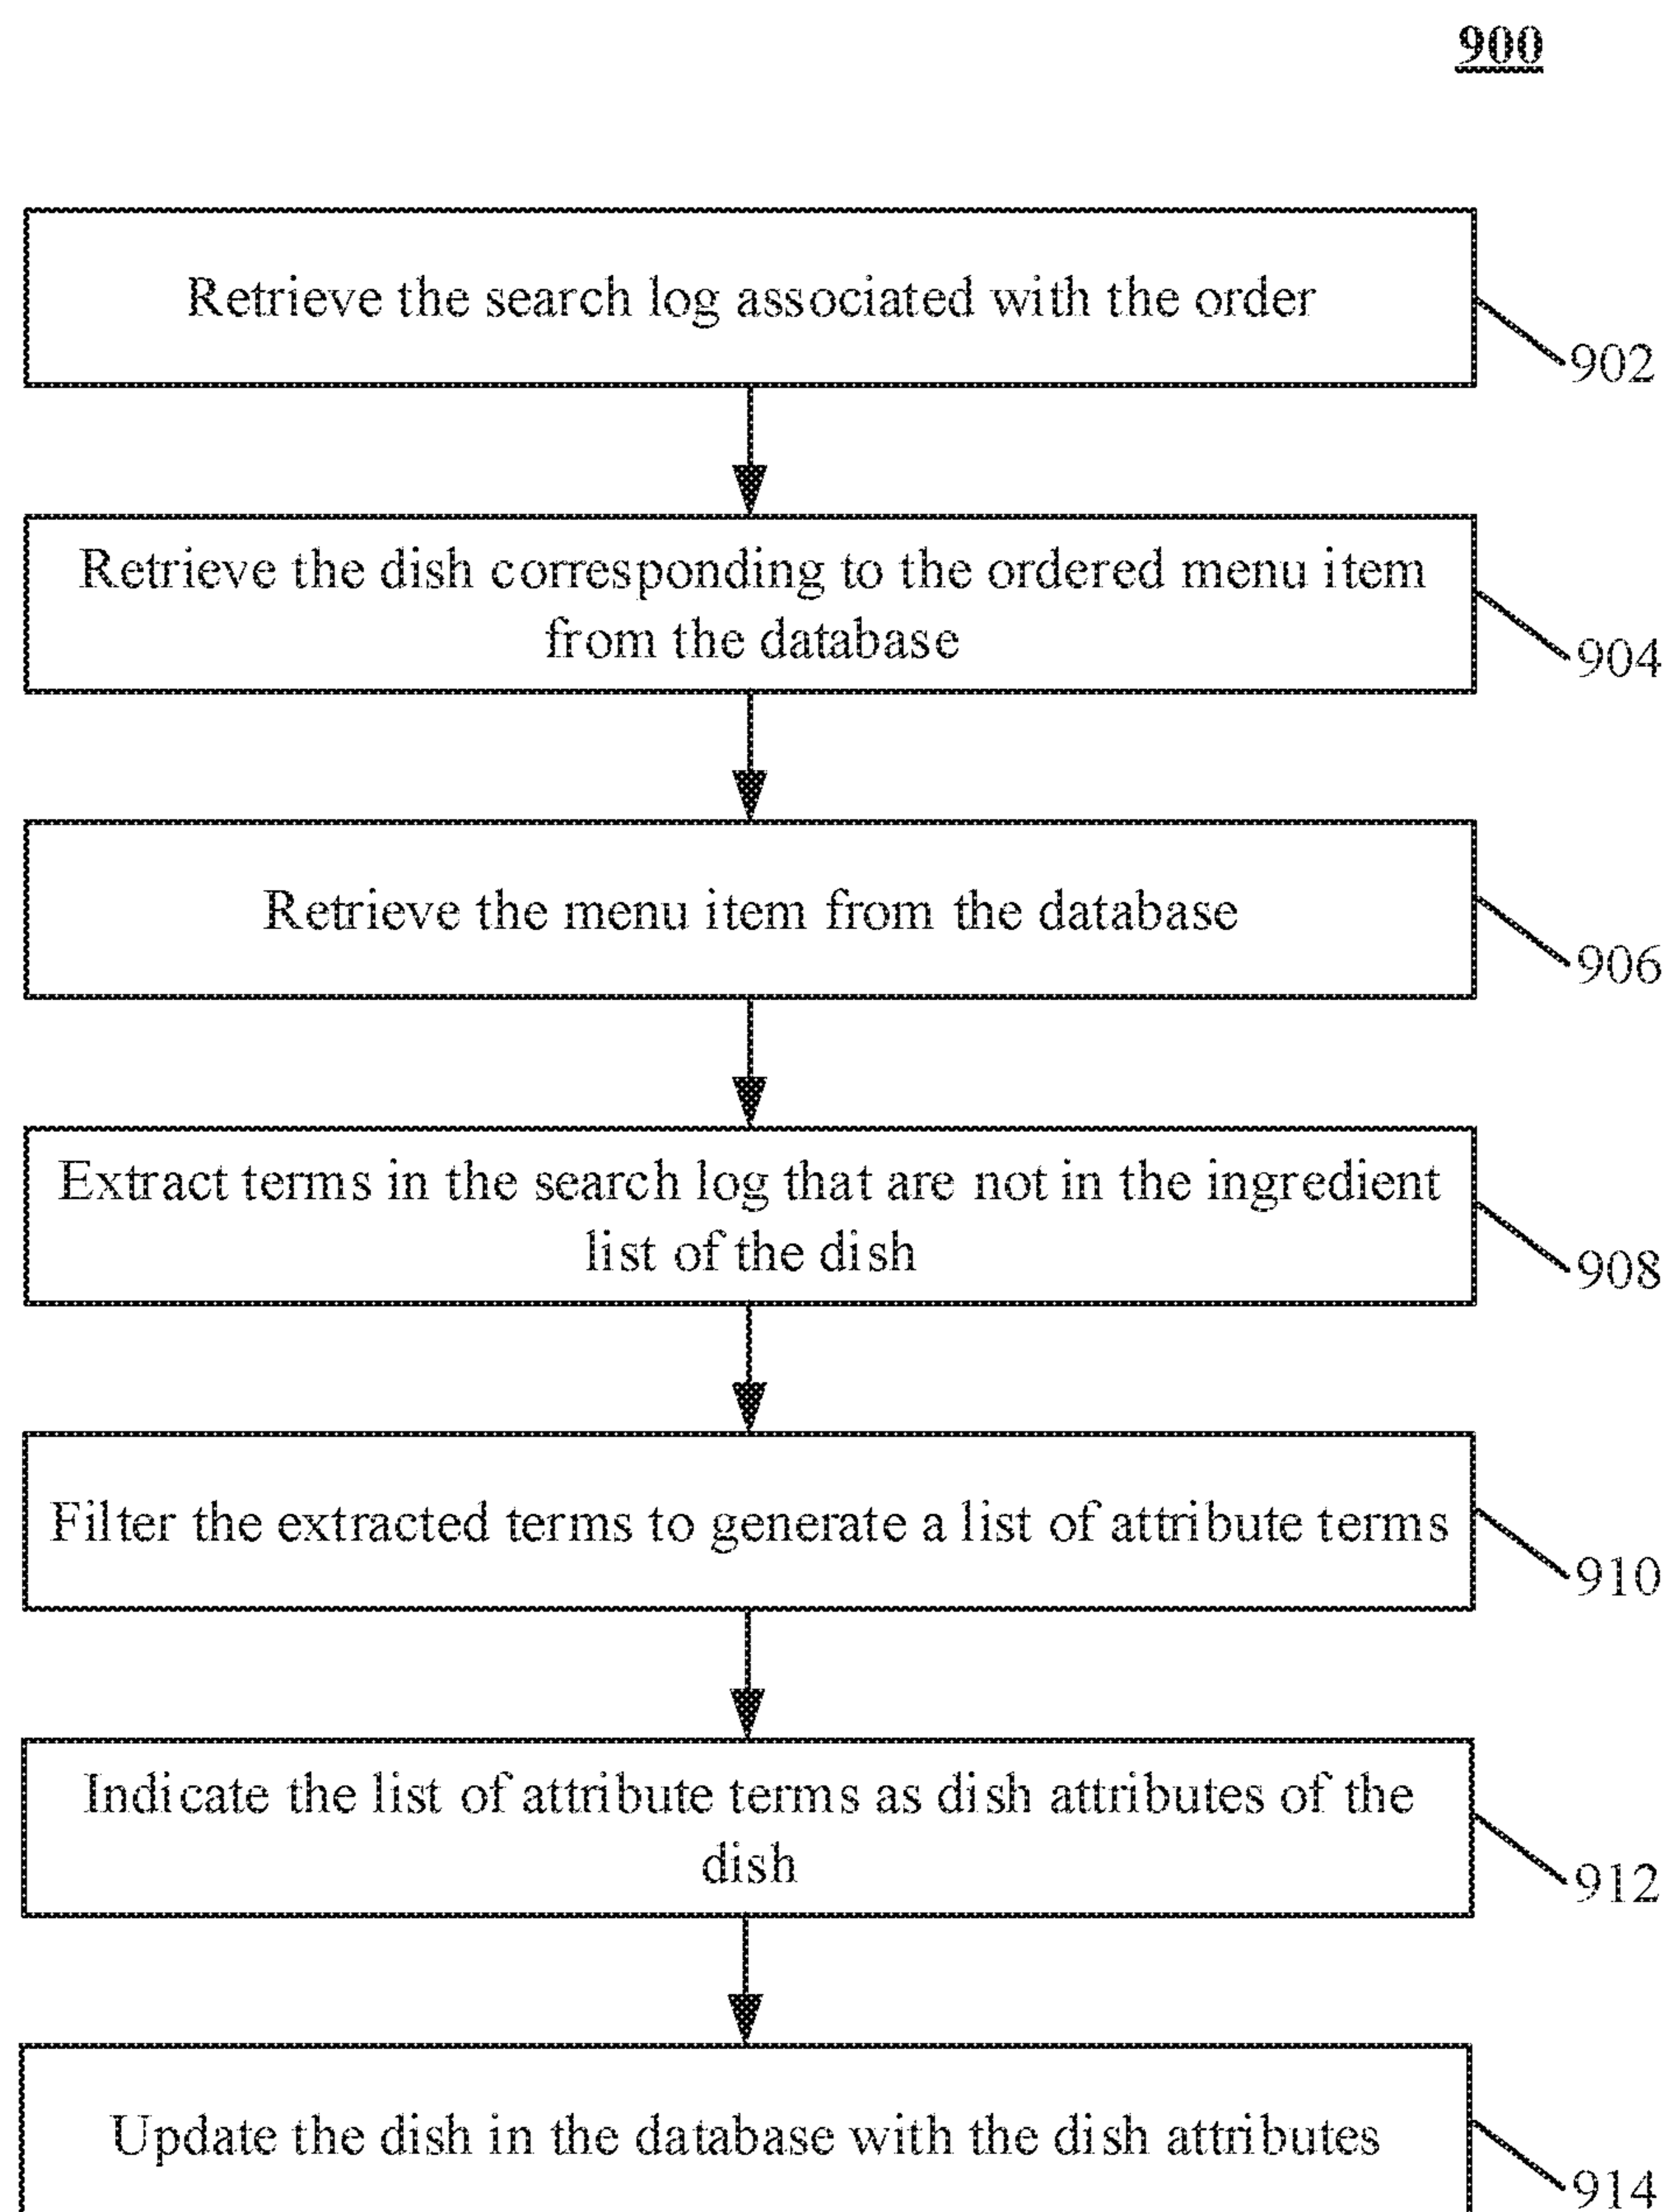 900
Retrieve the search log associated with the order
902
Retrieve the dish corresponding to the ordered menu item
from the database
904
Retrieve the menu item from the database
906
Extract terms in the search log that are not in the ingredient
list of the dish
908
Filter the extracted terms to generate a list of attribute terms
910
Indicate the list of attribute terms as dish attributes of the
dish
912
Update the dish in the database with the dish attributes
914